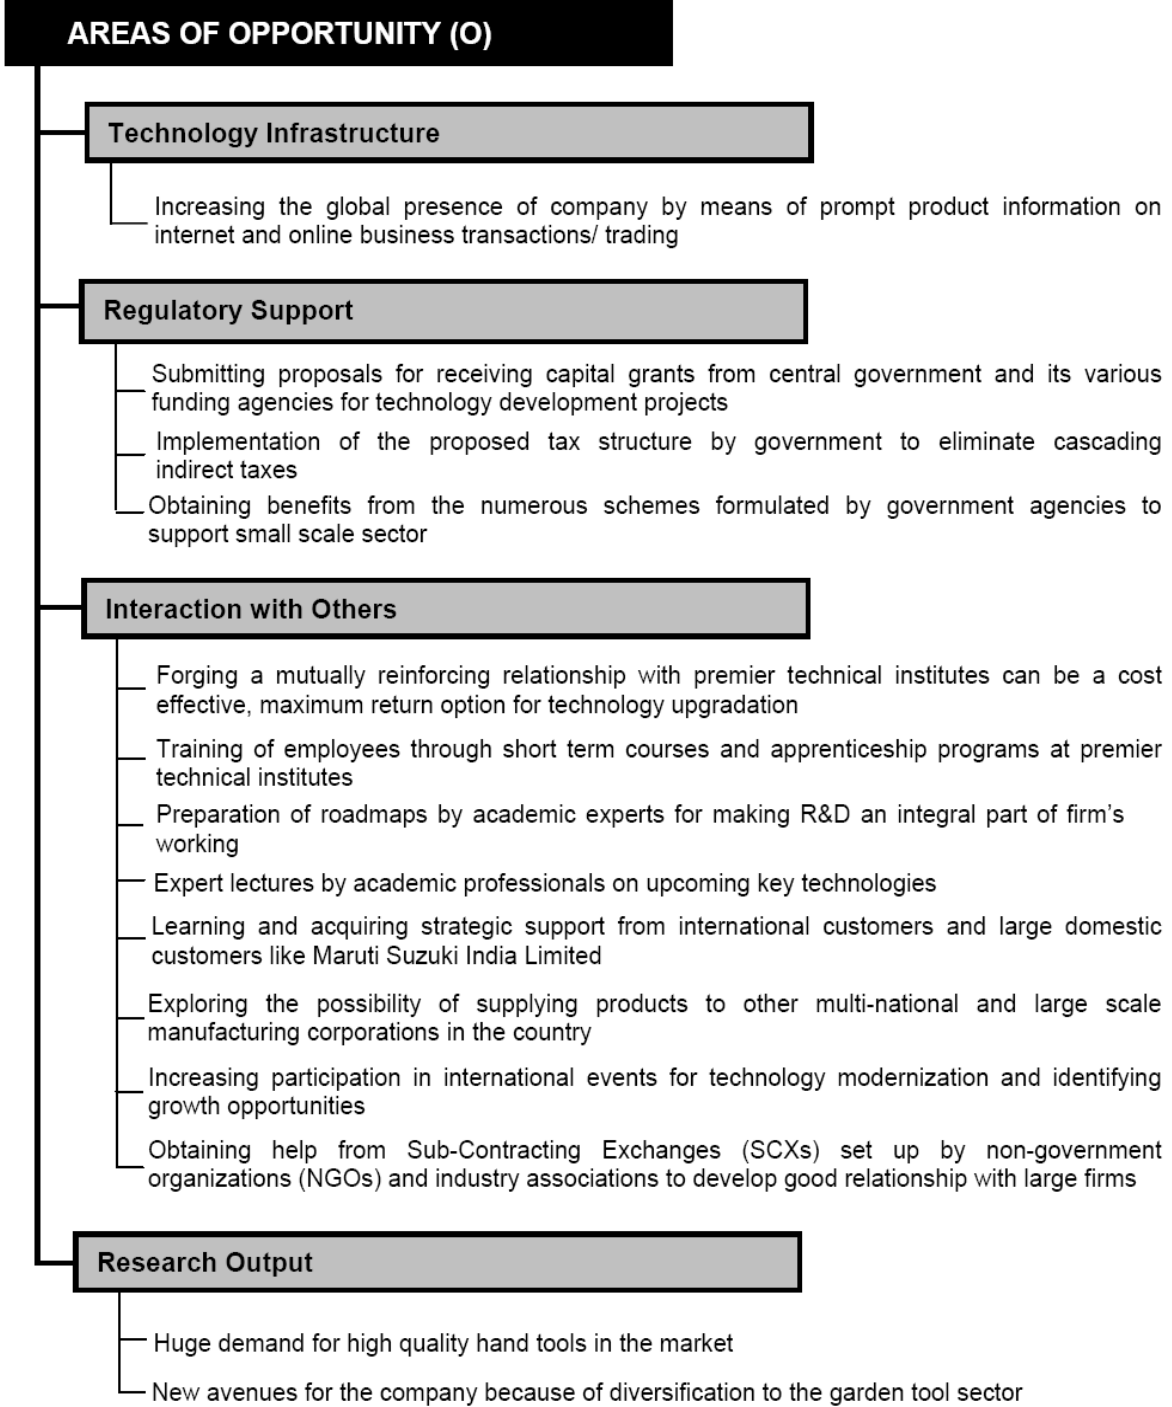 AREAS OF OPPORTUNITY (O)
Technology Infrastructure
Increasing the global presence of company by means of prompt product information on
internet and online business transactions/ trading
Regulatory Support
Submitting proposals for receiving capital grants from central government and its various
funding agencies for technology development projects
Implementation of the proposed tax structure by government to eliminate cascading
indirect taxes
Obtaining benefits from the numerous schemes formulated by government agencies to
support small scale sector
Interaction with Others
Forging a mutually reinforcing relationship with premier technical institutes can be a cost
effective, maximum return option for technology upgradation
Training of employees through short term courses and apprenticeship programs at premier
technical institutes
Preparation of roadmaps by academic experts for making R&D an integral part of firm’s
working
Expert lectures by academic professionals on upcoming key technologies
Learning and acquiring strategic support from international customers and large domestic
customers like Maruti Suzuki India Limited
Exploring the possibility of supplying products to other multi-national and large scale
manufacturing corporations in the country
Increasing participation in international events for technology modernization and identifying
growth opportunities
Obtaining help from Sub-Contracting Exchanges (SCXs) set up by non-government
organizations (NGOs) and industry associations to develop good relationship with large firms
Research Output
Huge demand for high quality hand tools in the market
New avenues for the company because of diversification to the garden tool sector